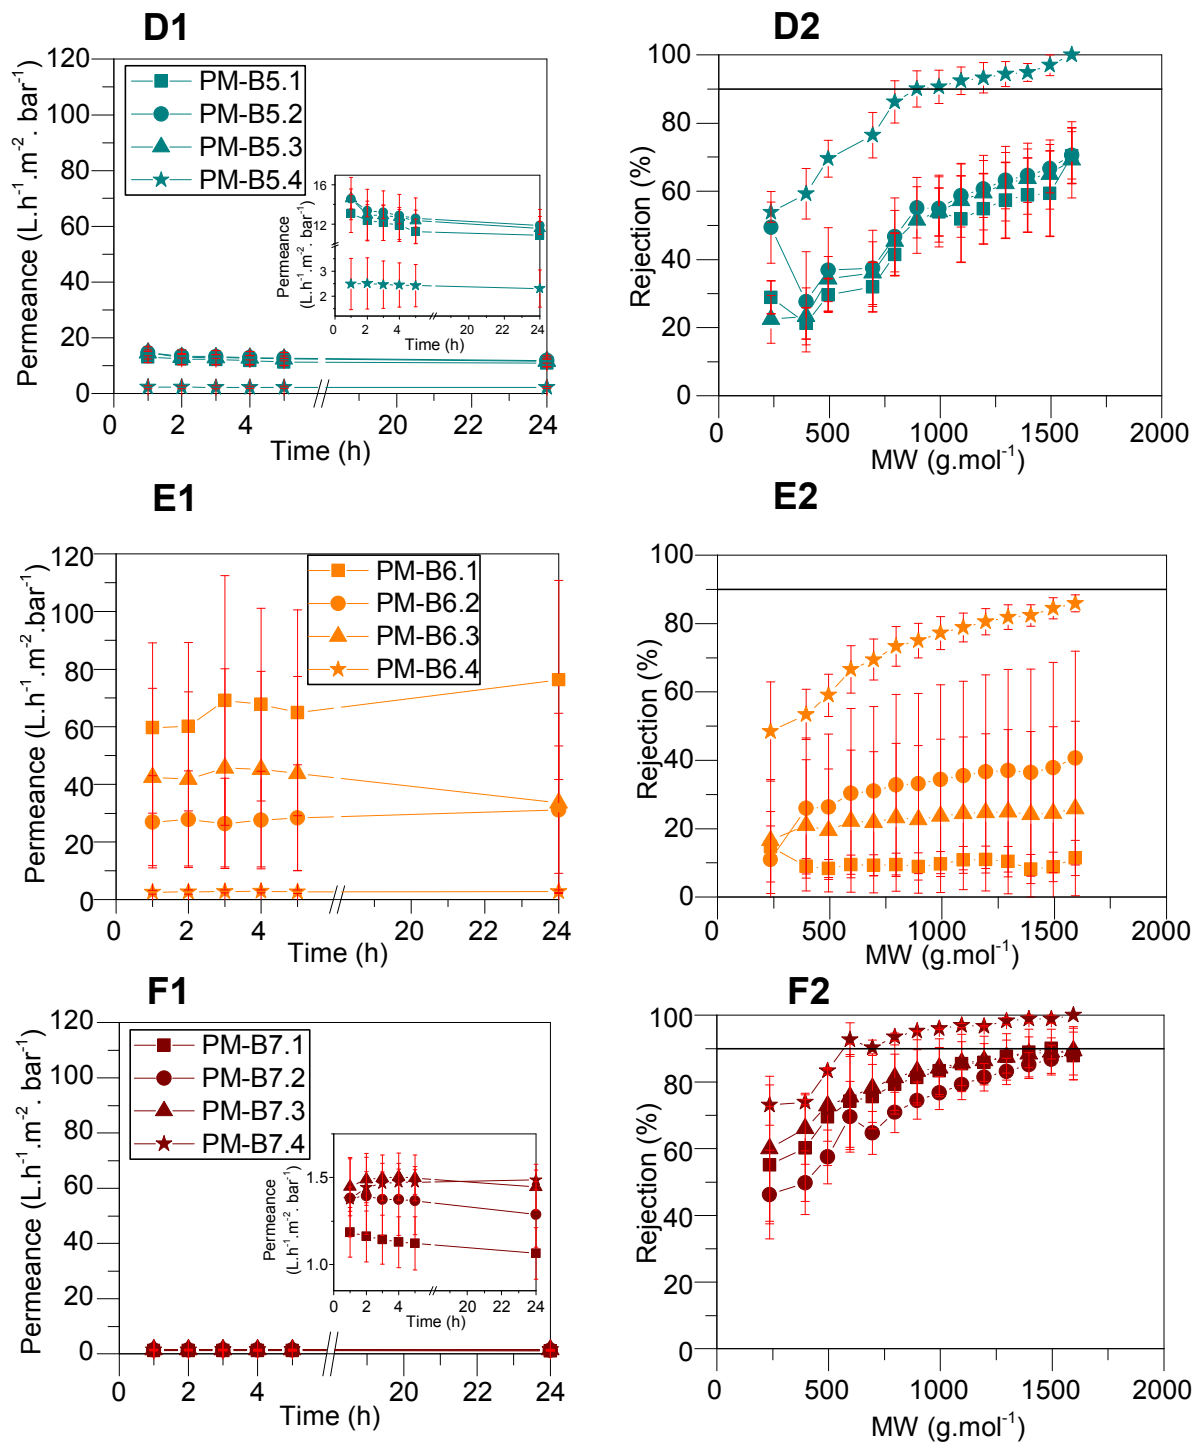 D1
Permeance (L.h-1.m-2. bar-1)
120
100
80
60
40
20
0
PM-B5.1
PM-B5.2
PM-B5.3
PM-B5.4
Permeance
(L.h-1.m-2. bar-1)
16
12
3
2
0 2 4 20 22 24
Time (h)
0 2 4 20 22 24
Time (h)
D2
Rejection (%)
100
80
60
40
20
0
0 500 1000 1500 2000
MW (g.mol-1)
E1
Permeance (L.h-1.m-2.bar-1)
120
100
80
60
40
20
0
PM-B6.1
PM-B6.2
PM-B6.3
PM-B6.4
0 2 4 20 22 24
Time (h)
E2
Rejection (%)
100
80
60
40
20
0
0 500 1000 1500 2000
MW (g.mol-1)
F1
Permeance (L.h-1.m-2. bar-1)
120
100
80
60
40
20
0
PM-B7.1
PM-B7.2
PM-B7.3
PM-B7.4
Permeance
(L.h-1.m-2. bar-1)
1.5
1.0
0 2 4 20 22 24
Time (h)
0 2 4 20 22 24
Time (h)
F2
Rejection (%)
100
80
60
40
20
0
0 500 1000 1500 2000
MW (g.mol-1)